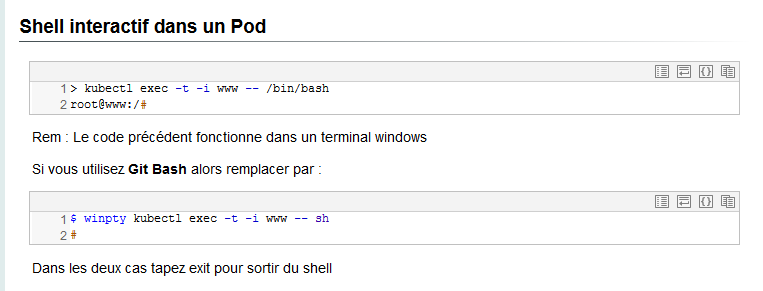 Shell interactif dans un Pod
1 > kubectl exec -t -i www -- /bin/bash
2 root@www:/#
Rem : Le code précédent fonctionne dans un terminal windows
Si vous utilisez Git Bash alors remplacer par :
1 $ winpty kubectl exec -t -i www -- sh
2 #
Dans les deux cas tapez exit pour sortir du shell